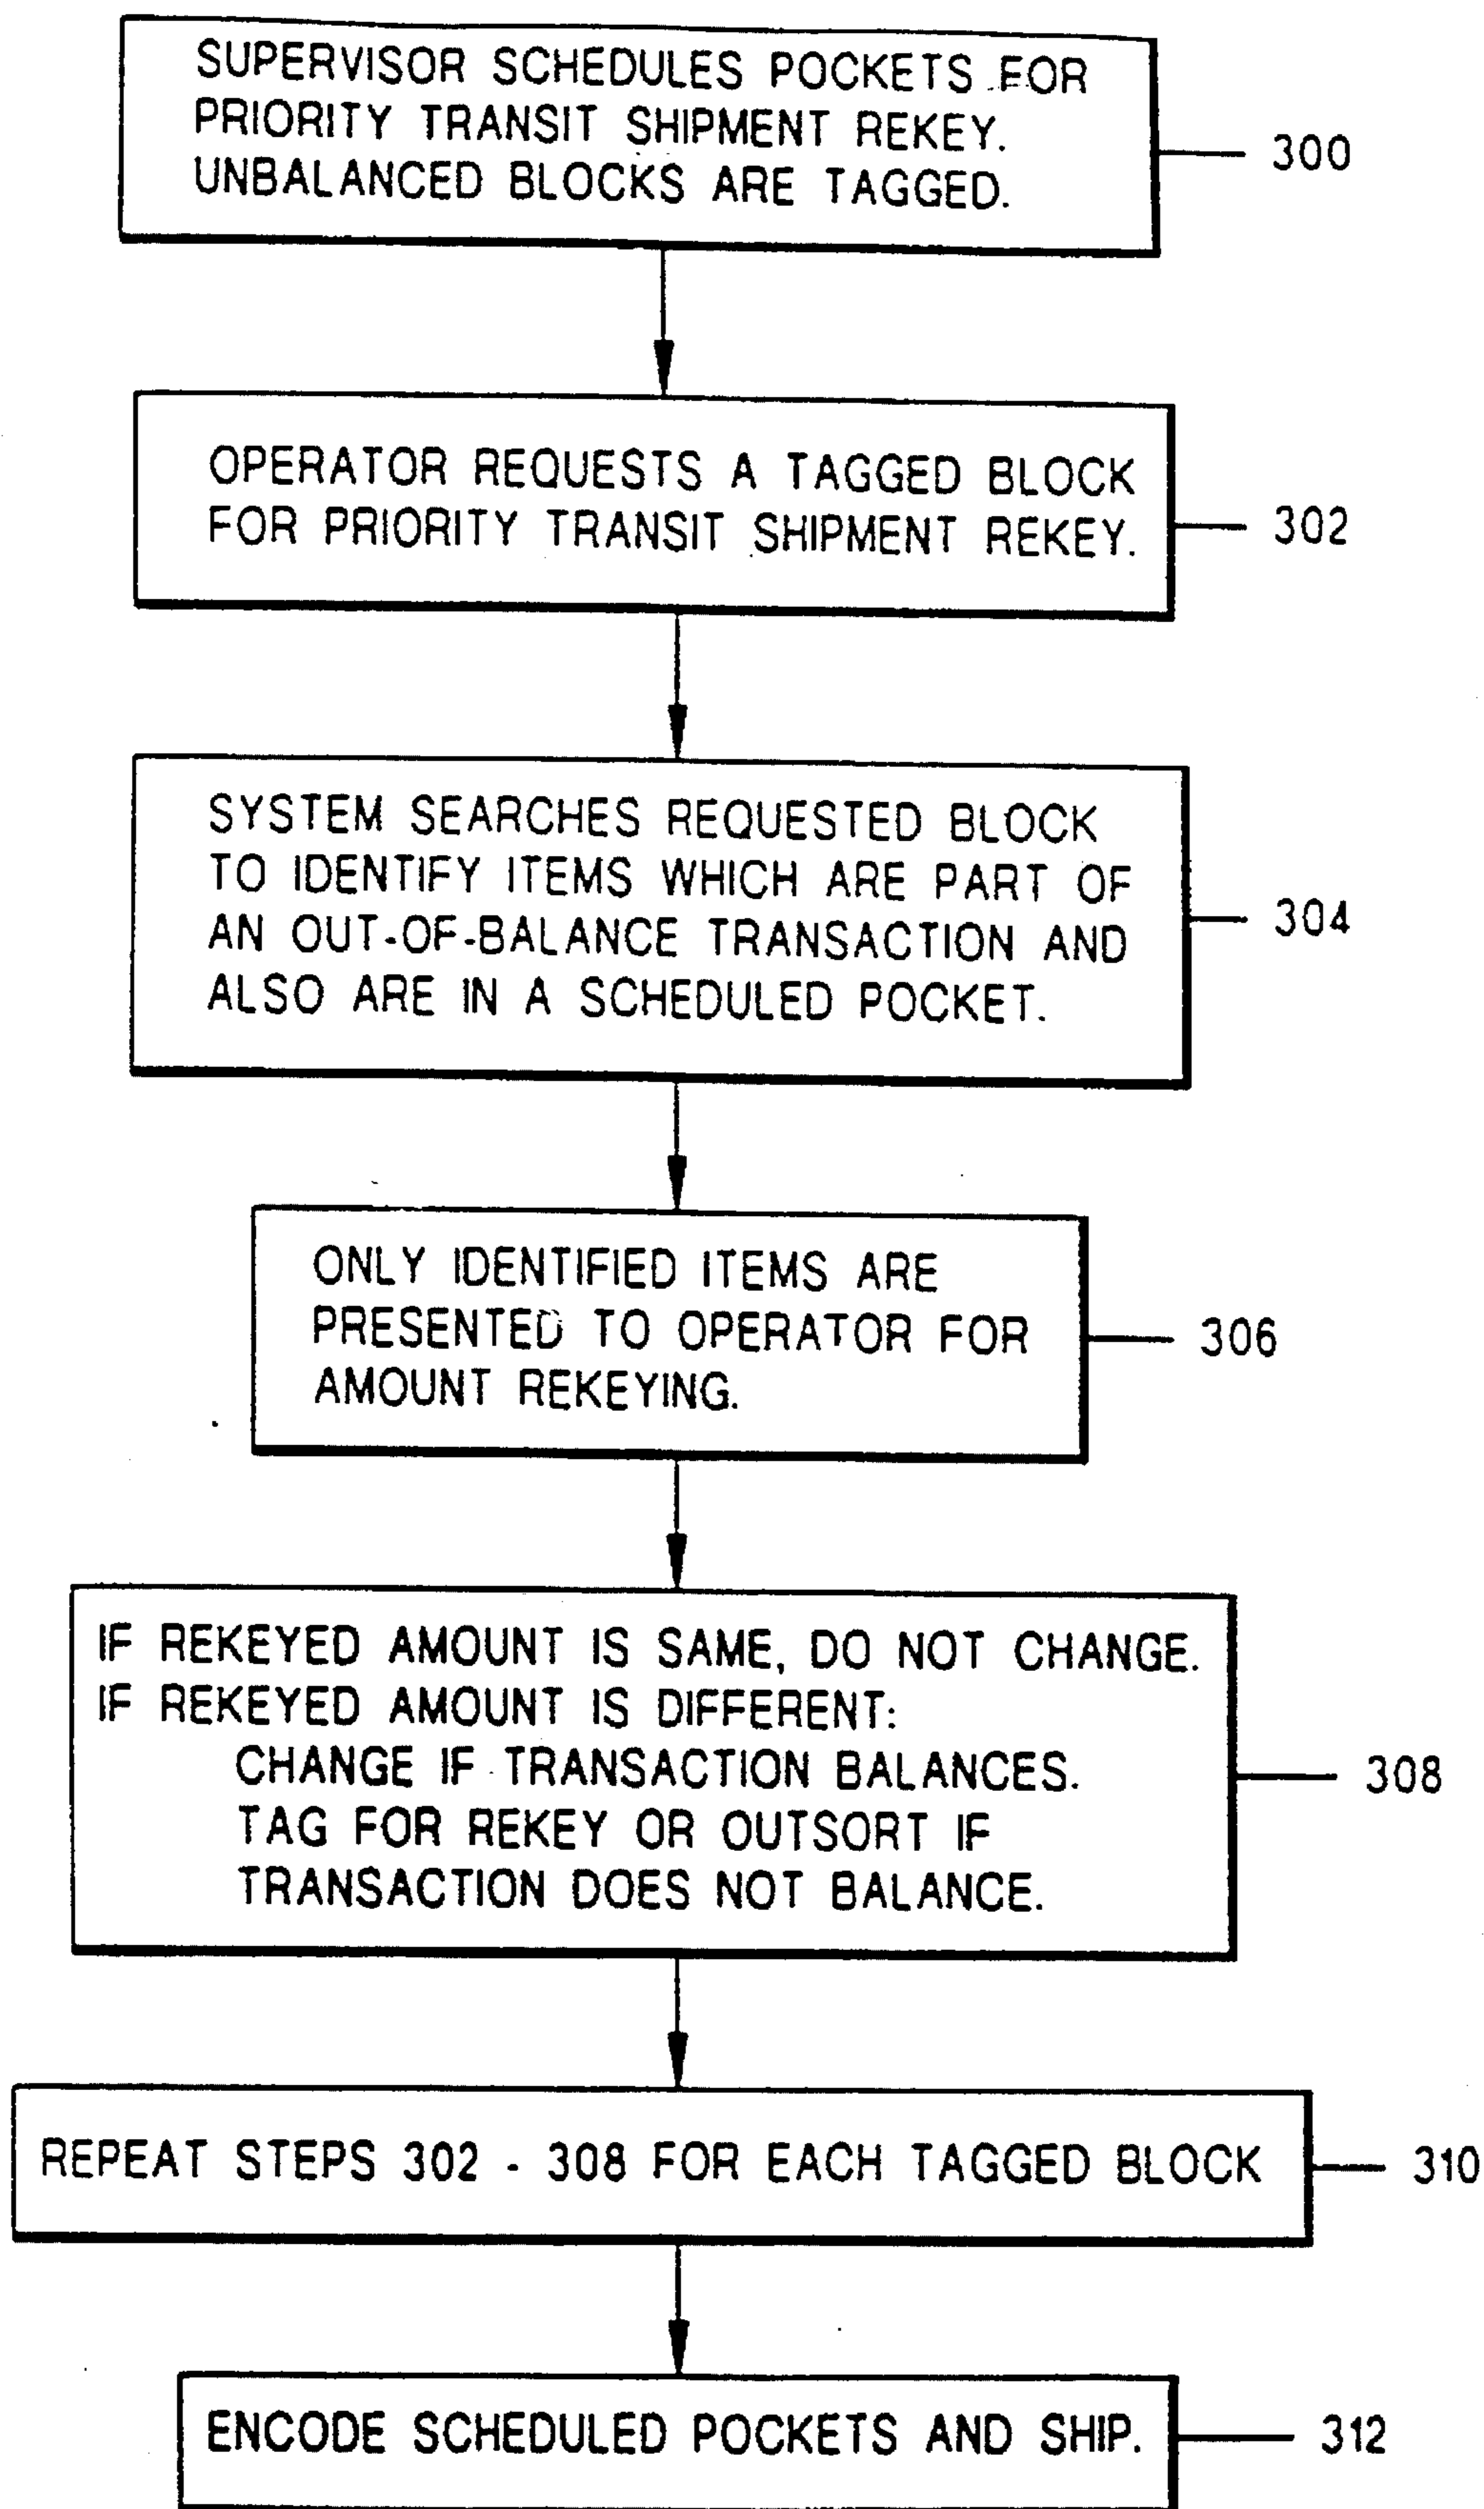 SUPERVISOR SCHEDULES POCKETS FOR
PRIORITY TRANSIT SHIPMENT REKEY.
UNBALANCED BLOCKS ARE TAGGED.
300
OPERATOR REQUESTS A TAGGED BLOCK
FOR PRIORITY TRANSIT SHIPMENT REKEY.
302
SYSTEM SEARCHES REQUESTED BLOCK
TO IDENTIFY ITEMS WHICH ARE PART OF
AN OUT-OF-BALANCE TRANSACTION AND
ALSO ARE IN A SCHEDULED POCKET.
304
ONLY IDENTIFIED ITEMS ARE
PRESENTED TO OPERATOR FOR
AMOUNT REKEYING.
306
IF REKEYED AMOUNT IS SAME, DO NOT CHANGE.
IF REKEYED AMOUNT IS DIFFERENT:
CHANGE IF TRANSACTION BALANCES.
TAG FOR REKEY OR OUTSORT IF
TRANSACTION DOES NOT BALANCE.
308
REPEAT STEPS 302 - 308 FOR EACH TAGGED BLOCK
310
ENCODE SCHEDULED POCKETS AND SHIP.
312